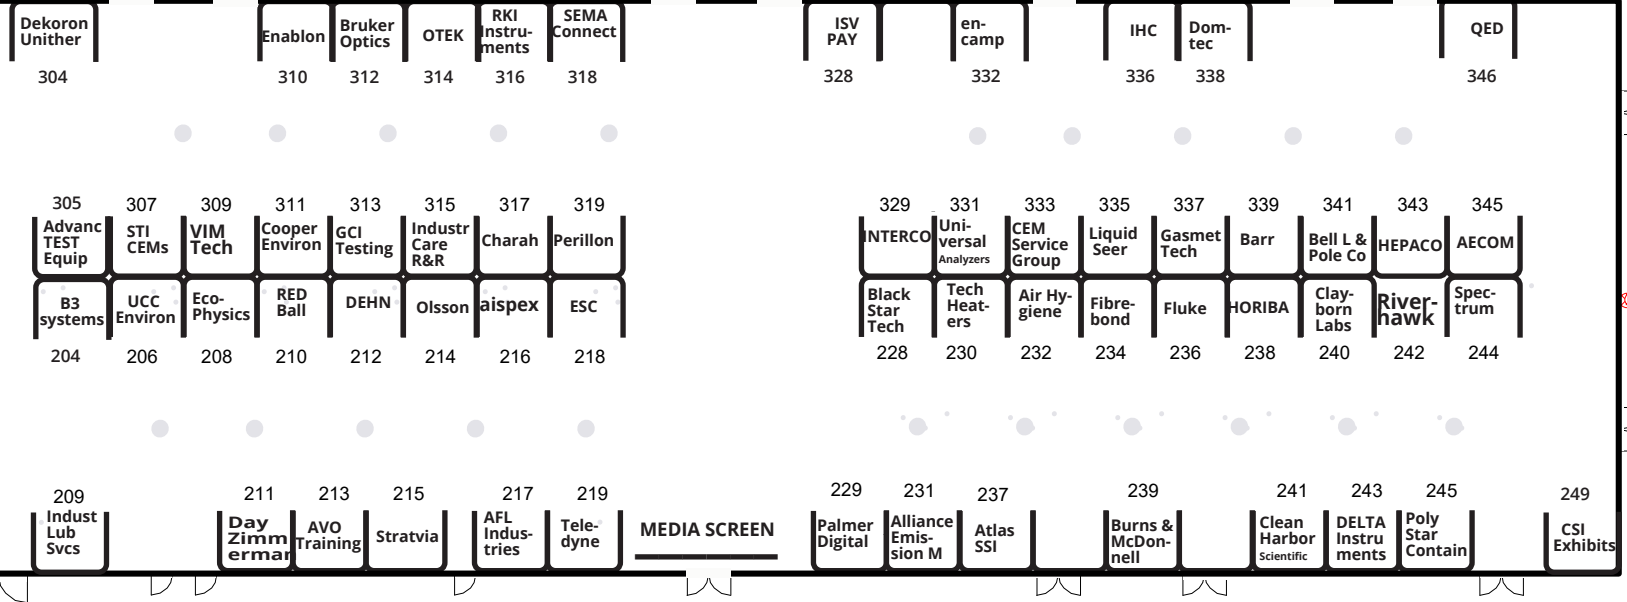 Dekoron
Unither
304
Enablon
310
Bruker
Optics
312
OTEK
314
RKI
Instru-
ments
316
SEMA
Connect
318
ISV
PAY
328
en-
camp
332
IHC
336
Dom-
tec
338
QED
346
305
Advanc
TEST
Equip
307
STI
CEMs
309
VIM
Tech
311
Cooper
Environ
313
GCI
Testing
315
Industr
Care
R&R
317
Charah
319
Perillon
329
INTERCO
331
Uni-
versal
Analyzers
333
CEM
Service
Group
335
Liquid
Seer
337
Gasmet
Tech
339
Barr
341
Bell L &
Pole Co
343
HEPACO
345
AECOM
B3
systems
204
UCC
Environ
206
Eco-
Physics
208
RED
Ball
210
DEHN
212
Olsson
214
aispex
216
ESC
218
Black
Star
Tech
228
Tech
Heat-
ers
230
Air Hy-
giene
232
Fibre-
bond
234
Fluke
236
HORIBA
238
Clay-
born
Labs
240
River-
hawk
242
Spec-
trum
244
209
Indust
Lub
Svcs
211
Day
Zimm
erman
213
AVO
Training
215
Stratvia
217
AFL
Indus-
tries
219
Tele-
dyne
MEDIA SCREEN
229
Palmer
Digital
231
Alliance
Emis-
sion M
237
Atlas
SSI
239
Burns &
McDon-
nell
241
Clean
Harbor
Scientific
243
DELTA
Instru
ments
245
Poly
Star
Contain
249
CSI
Exhibits